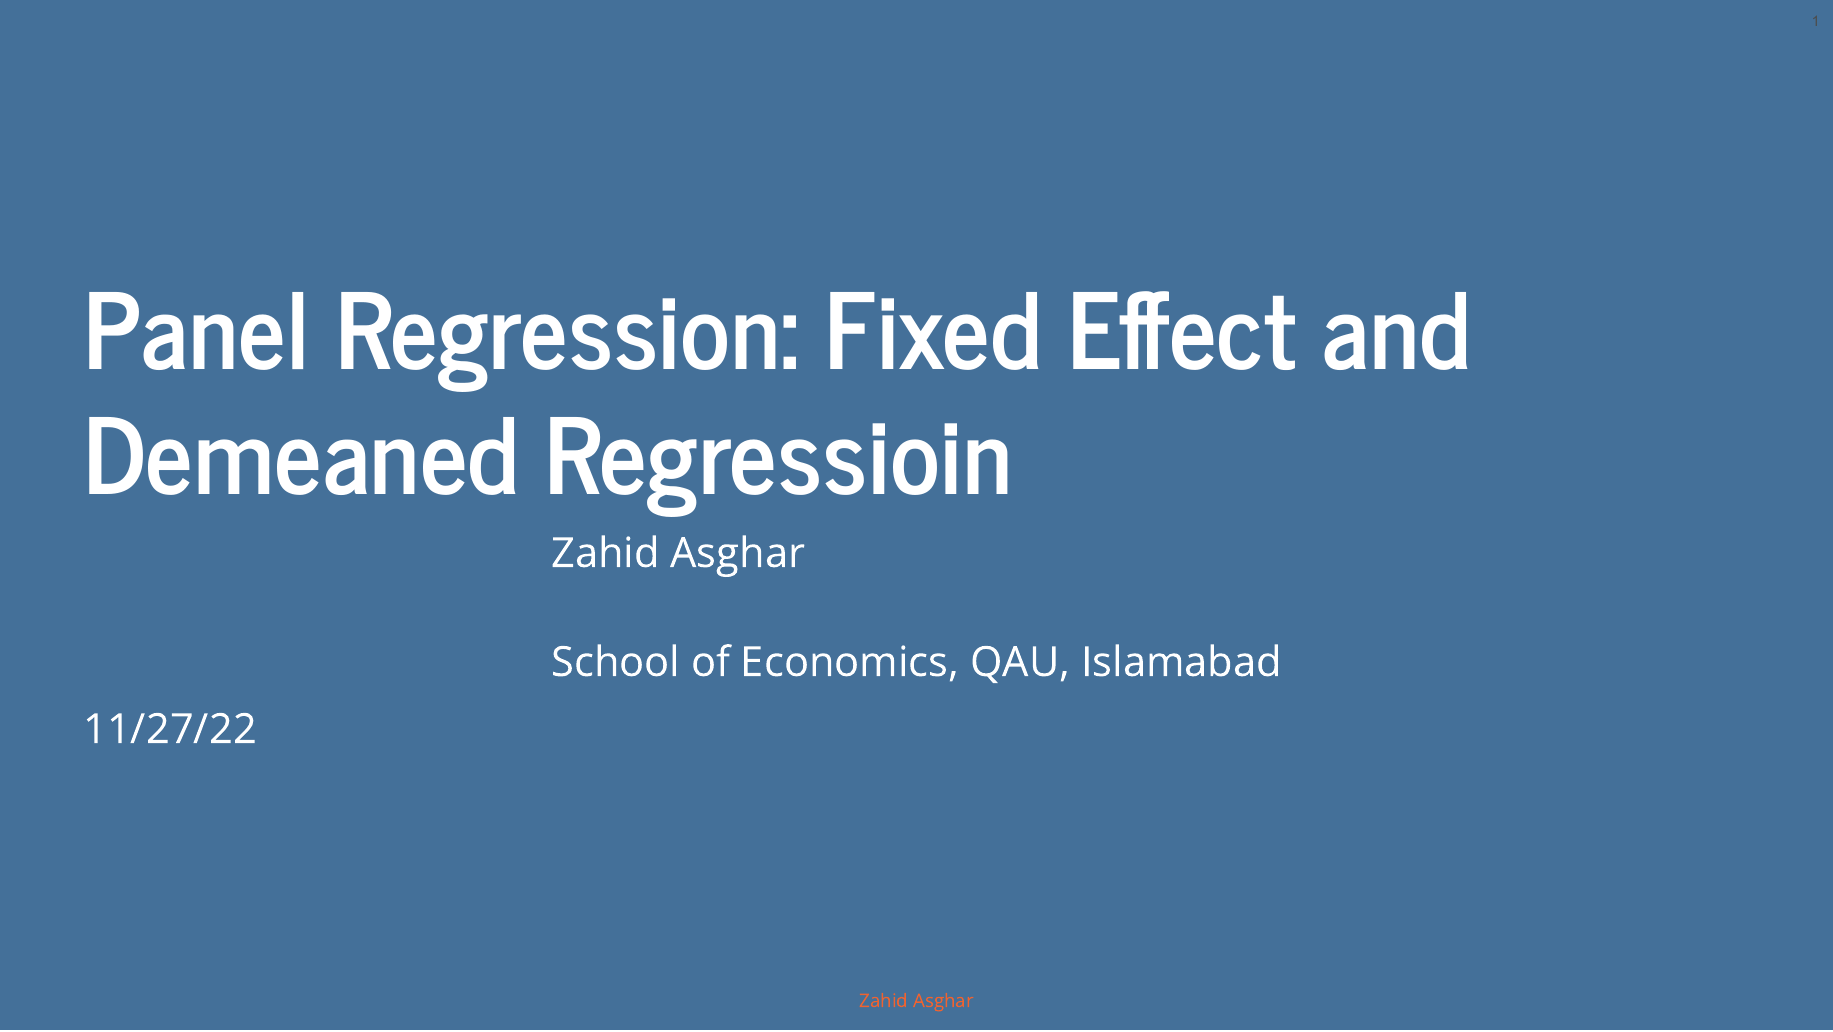 1
Panel Regression: Fixed Effect and
Demeaned Regressioin
Zahid Asghar
School of Economics, QAU, Islamabad
11/27/22
Zahid Asghar